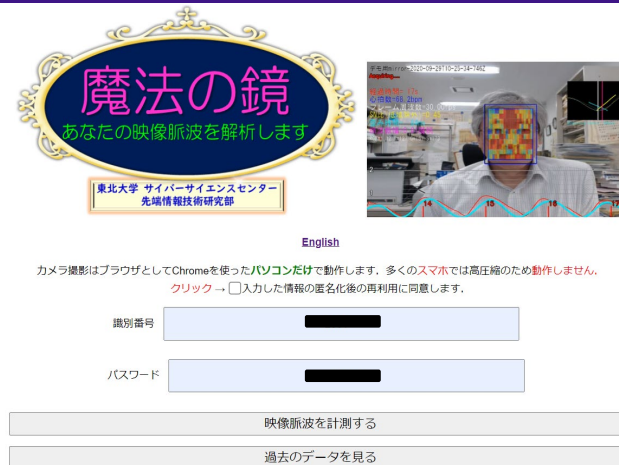 魔法の鏡
あなたの映像脈波を解析します
東北大学 サイバーサイエンスセンター
先端情報技術研究部
English
カメラ撮影はブラウザとしてChromeを使ったパソコンだけで動作します．多くのスマホでは高圧縮のため動作しません．
クリック→ 入力した情報の匿名化後の再利用に同意します．
識別番号
パスワード
映像脈波を計測する
過去のデータを見る
14 15 16 17